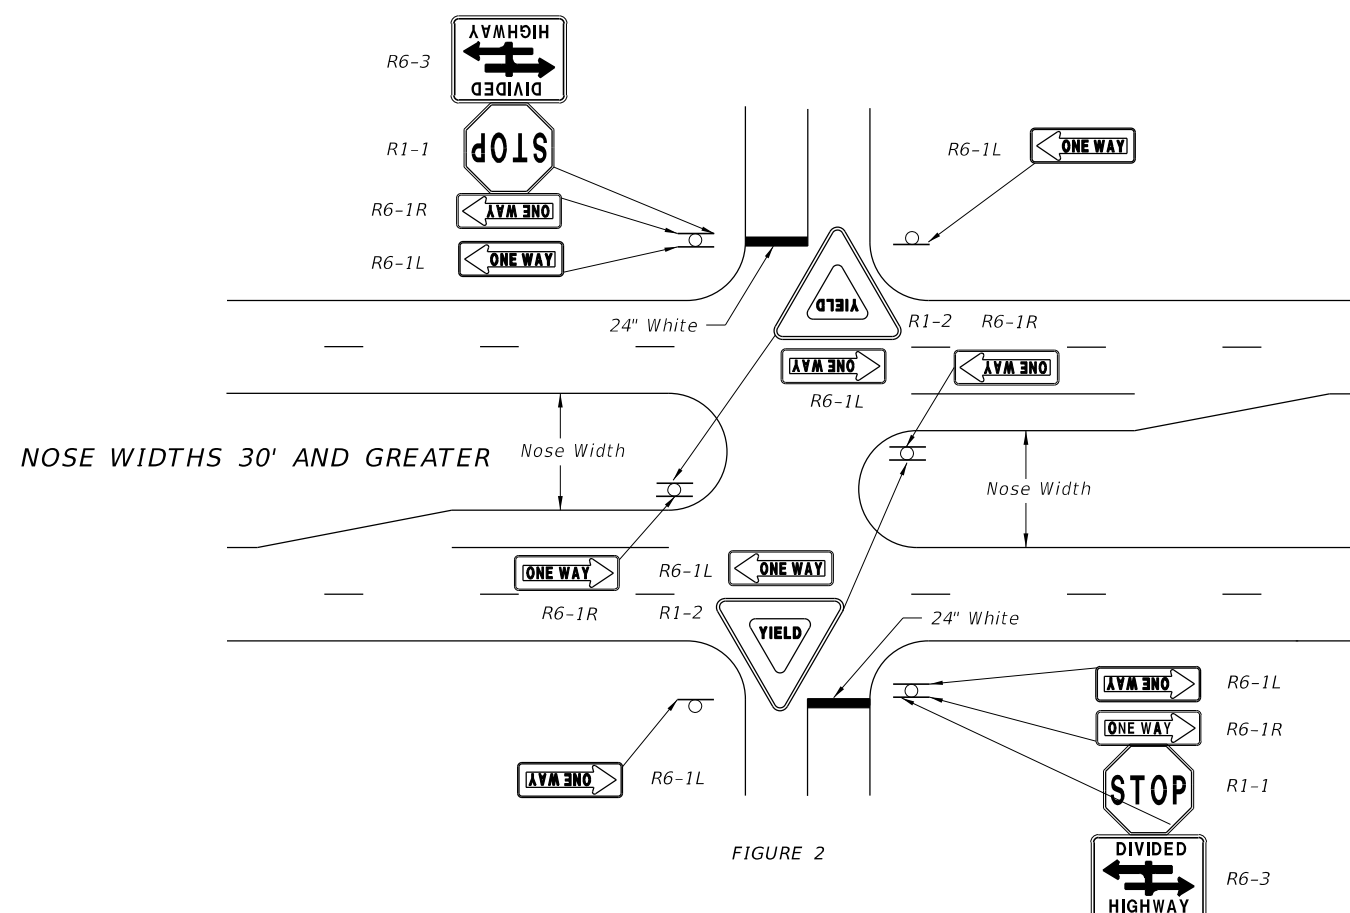 HIGHWAY
DIVIDED
R6-3
STOP
R1-1
ONE WAY
R6-1R
ONE WAY
R6-1L
R6-1L
ONE WAY
24" White
YIELD
R1-2
R6-1R
ONE WAY
R6-1L
ONE WAY
NOSE WIDTHS 30' AND GREATER
Nose Width
Nose Width
ONE WAY
R6-1R
R6-1L
ONE WAY
R1-2
YIELD
24" White
ONE WAY
R6-1L
ONE WAY
R6-1R
ONE WAY
R6-1L
STOP
R1-1
DIVIDED
HIGHWAY
R6-3
FIGURE 2